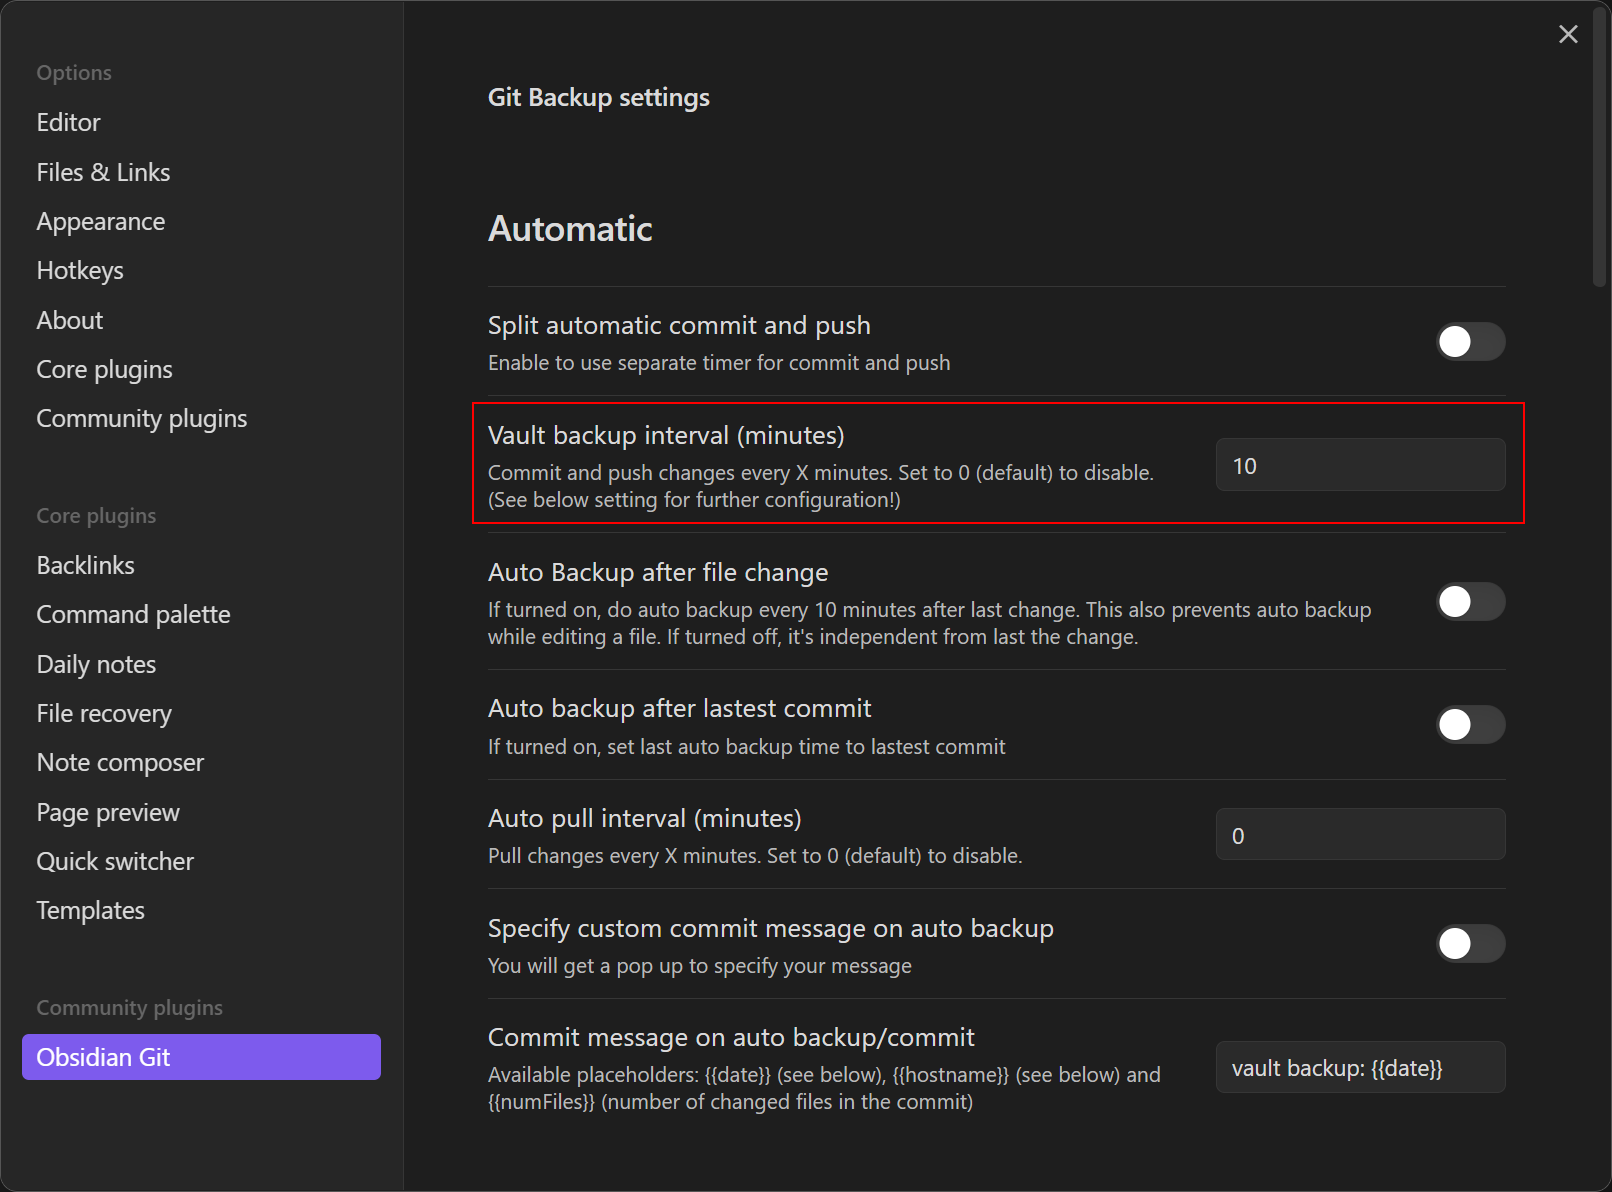 Options
Editor
Files & Links
Appearance
Hotkeys
About
Core plugins
Community plugins
Core plugins
Backlinks
Command palette
Daily notes
File recovery
Note composer
Page preview
Quick switcher
Templates
Community plugins
Obsidian Git
Git Backup settings
Automatic
Split automatic commit and push
Enable to use separate timer for commit and push
Vault backup interval (minutes)
Commit and push changes every X minutes. Set to 0 (default) to disable.
(See below setting for further configuration!)
10
Auto Backup after file change
If turned on, do auto backup every 10 minutes after last change. This also prevents auto backup
while editing a file. If turned off, it's independent from last the change.
Auto backup after lastest commit
If turned on, set last auto backup time to lastest commit
Auto pull interval (minutes)
Pull changes every X minutes. Set to 0 (default) to disable.
0
Specify custom commit message on auto backup
You will get a pop up to specify your message
Commit message on auto backup/commit
Available placeholders: {{date}} (see below), {{hostname}} (see below) and
{{numFiles}} (number of changed files in the commit)
vault backup: {{date}}